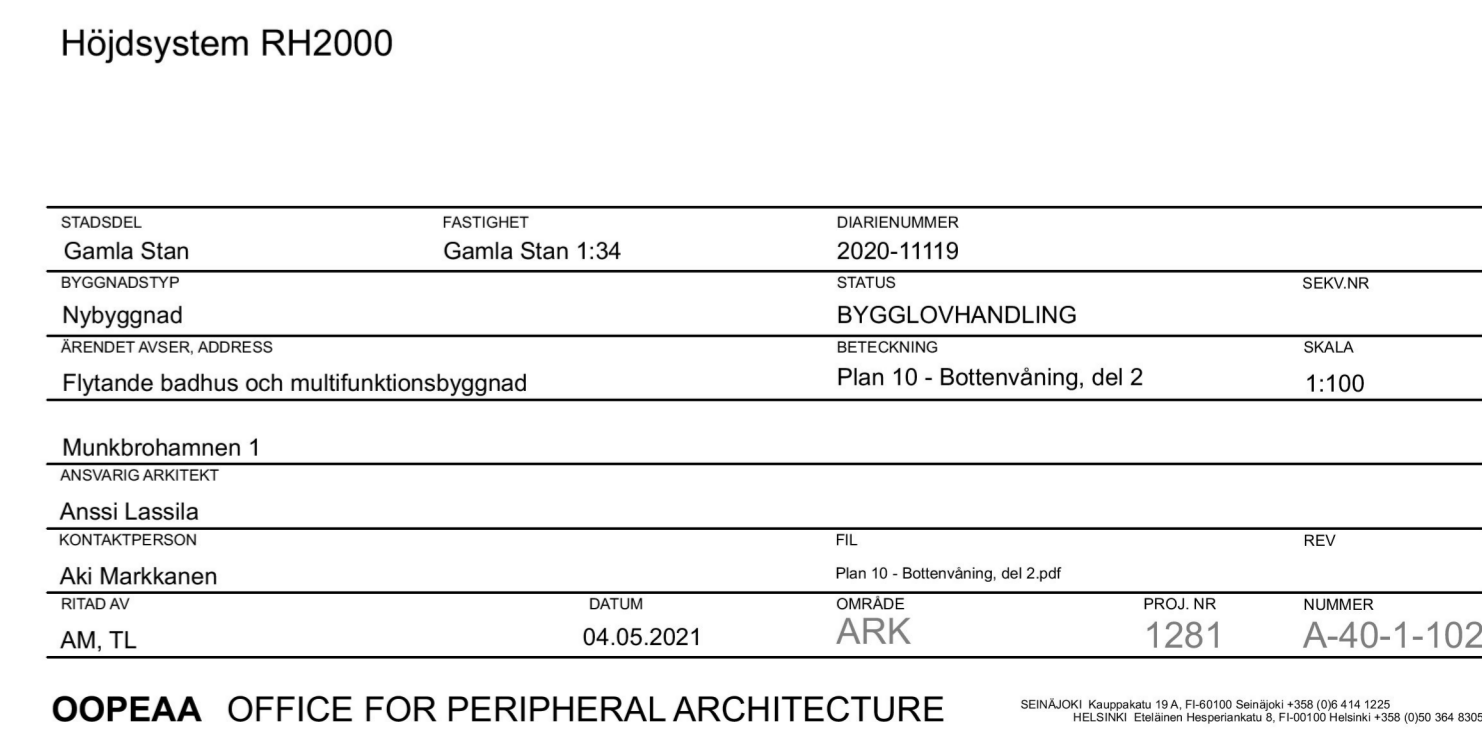 Höjdsystem RH2000
STADSDEL FASTIGHET DIARIENUMMER
Gamla Stan Gamla Stan 1:34 2020-11119
BYGGNADSTYP STATUS SEKV.NR
Nybyggnad BYGGLOVHANDLING
ÄRENDET AVSER, ADDRESS BETECKNING SKALA
Flytande badhus och multifunktionsbyggnad Plan 10 - Bottenvåning, del 2 1:100
Munkbrohamnen 1
ANSVARIG ARKITEKT
Anssi Lassila
KONTAKTPERSON FIL REV
Aki Markkanen Plan 10 - Bottenvåning, del 2.pdf
RITAD AV DATUM OMRÅDE PROJ. NR NUMMER
AM, TL 04.05.2021 ARK 1281 A-40-1-102
OOPEAA OFFICE FOR PERIPHERAL ARCHITECTURE
SEINÄJOKI Kauppakatu 19 A, FI-60100 Seinäjoki +358 (0)6 414 1225
HELSINKI Eteläinen Hesperiankatu 8, FI-00100 Helsinki +358 (0)50 364 8305